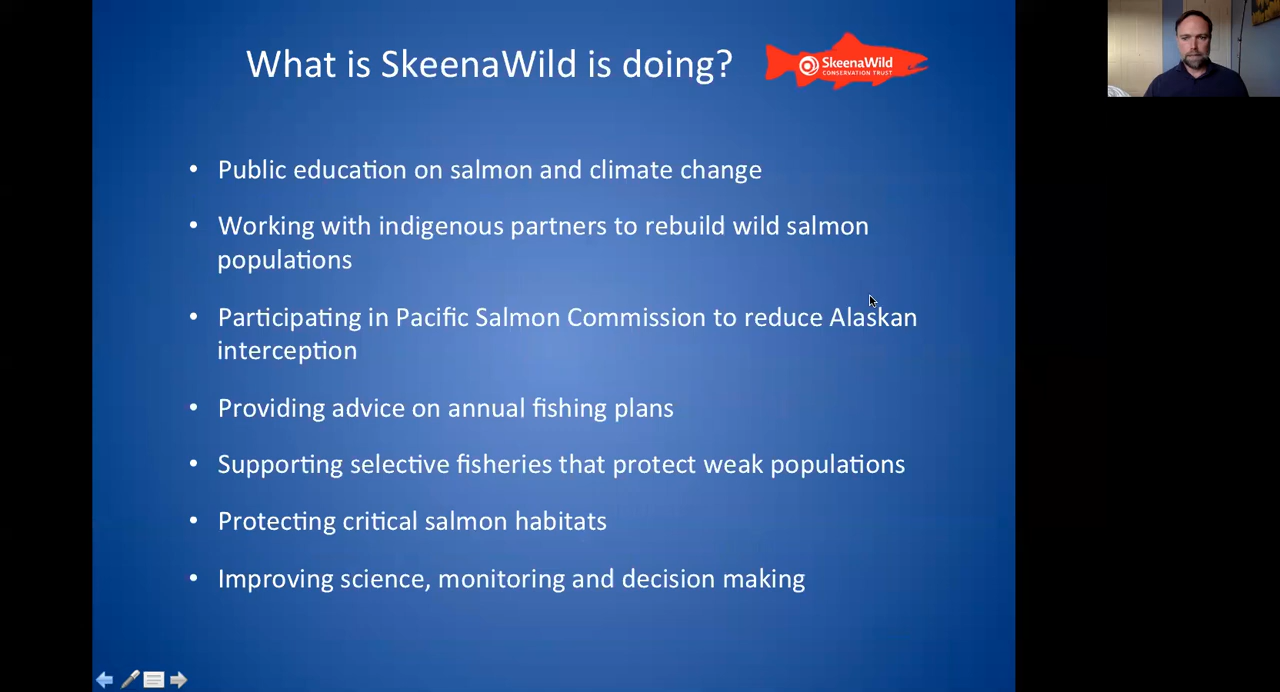 What is SkeenaWild is doing?
SkeenaWild
CONSERVATION TRUST
• Public education on salmon and climate change
• Working with indigenous partners to rebuild wild salmon
populations
• Participating in Pacific Salmon Commission to reduce Alaskan
interception
• Providing advice on annual fishing plans
• Supporting selective fisheries that protect weak populations
• Protecting critical salmon habitats
• Improving science, monitoring and decision making